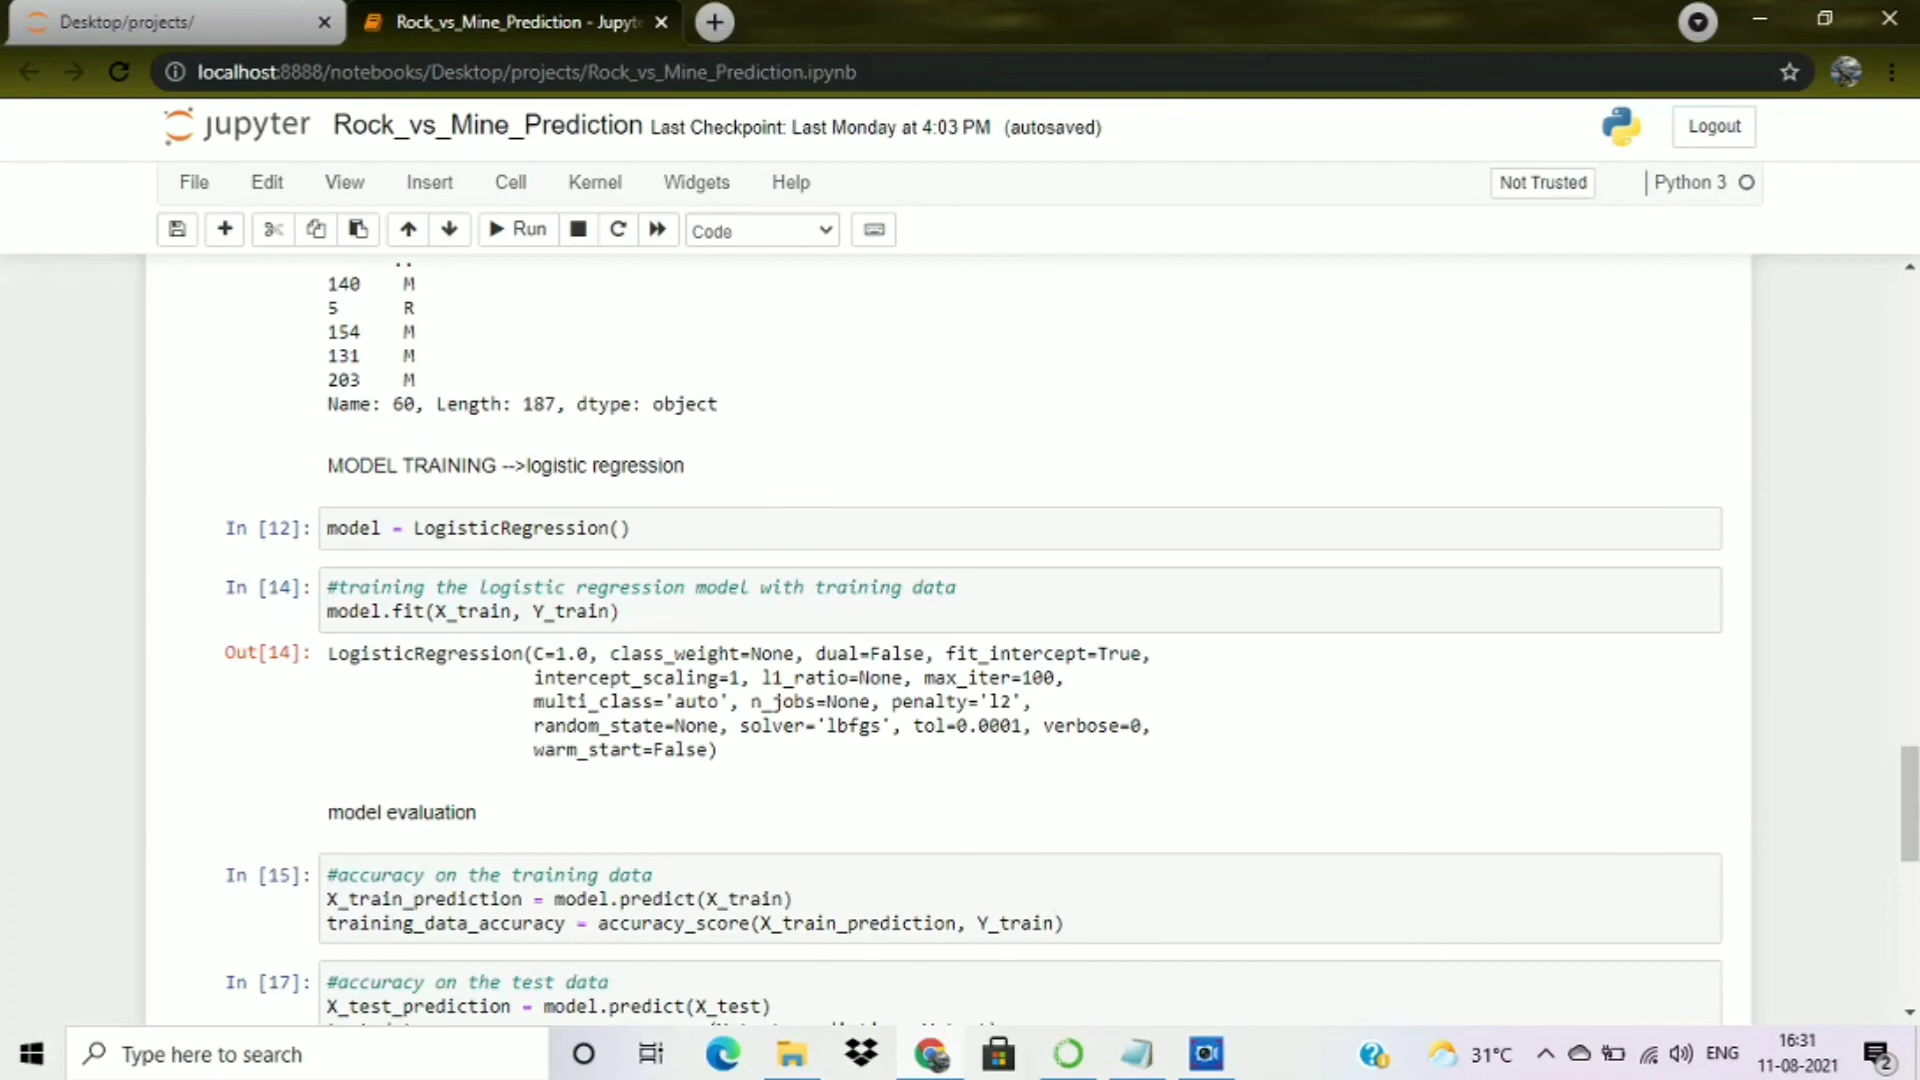 Desktop/projects/
Rock_vs_Mine_Prediction - Jupyt
localhost:8888/notebooks/Desktop/projects/Rock_vs_Mine_Prediction.ipynb
jupyter Rock_vs_Mine_Prediction Last Checkpoint: Last Monday at 4:03 PM (autosaved)
Logout
File Edit View Insert Cell Kernel Widgets Help
Not Trusted
Python 3
Run
Code
..
140 M
5 R
154 M
131 M
203 M
Name: 60, Length: 187, dtype: object
MODEL TRAINING -->logistic regression
In [12]: model = LogisticRegression()
In [14]: #training the logistic regression model with training data
model.fit(X_train, Y_train)
Out[14]: LogisticRegression(C=1.0, class_weight=None, dual=False, fit_intercept=True,
intercept_scaling=1, l1_ratio=None, max_iter=100,
multi_class='auto', n_jobs=None, penalty='l2',
random_state=None, solver='lbfgs', tol=0.0001, verbose=0,
warm_start=False)
model evaluation
In [15]: #accuracy on the training data
X_train_prediction = model.predict(X_train)
training_data_accuracy = accuracy_score(X_train_prediction, Y_train)
In [17]: #accuracy on the test data
X_test_prediction = model.predict(X_test)
Type here to search
31°C
ENG
16:31
11-08-2021
2